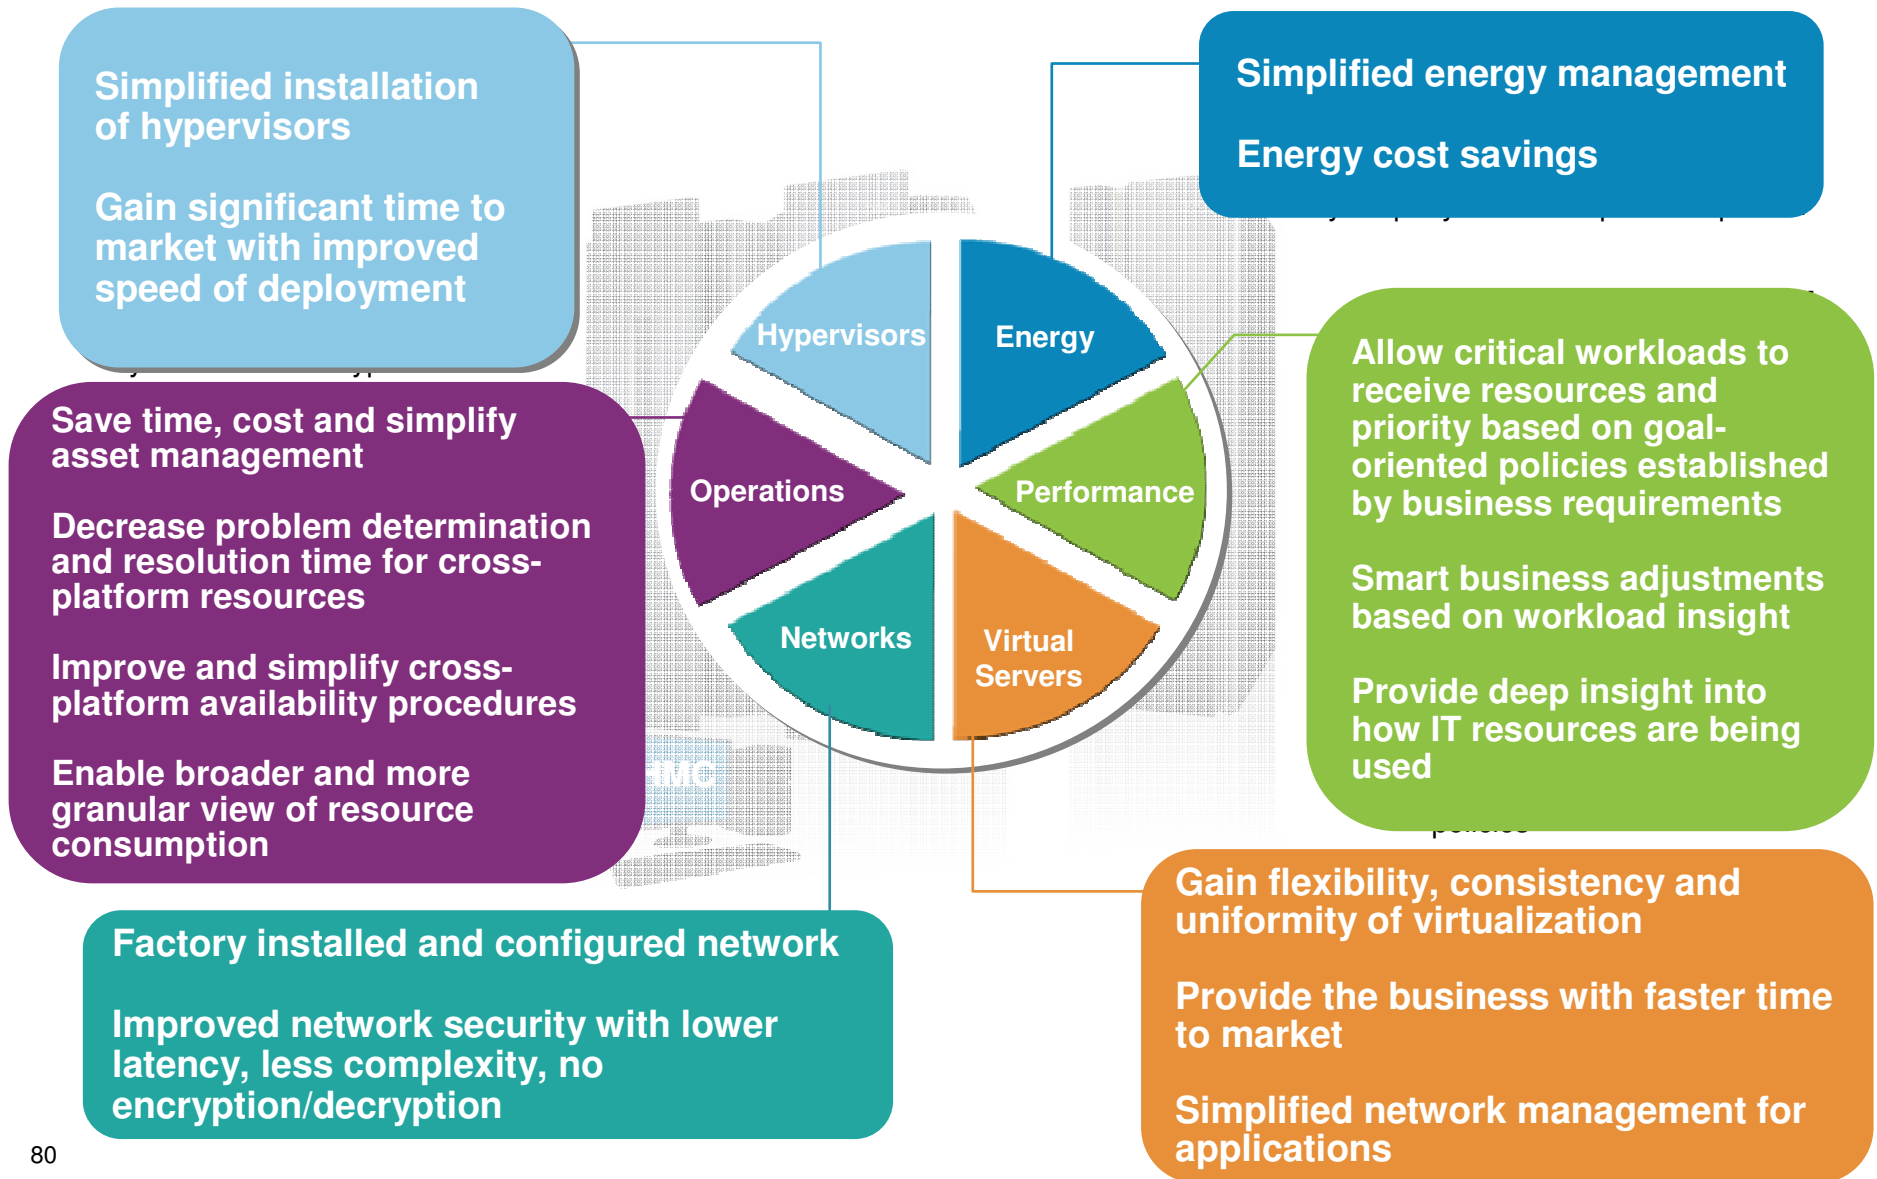 Simplified installation
of hypervisors
Gain significant time to
market with improved
speed of deployment
Simplified energy management
Energy cost savings
Hypervisors
Energy
Operations
Performance
Networks
Virtual
Servers
Save time, cost and simplify
asset management
Decrease problem determination
and resolution time for cross-
platform resources
Improve and simplify cross-
platform availability procedures
Enable broader and more
granular view of resource
consumption
Allow critical workloads to
receive resources and
priority based on goal-
oriented policies established
by business requirements
Smart business adjustments
based on workload insight
Provide deep insight into
how IT resources are being
used
policies
HMC
Factory installed and configured network
Improved network security with lower
latency, less complexity, no
encryption/decryption
Gain flexibility, consistency and
uniformity of virtualization
Provide the business with faster time
to market
Simplified network management for
applications
80